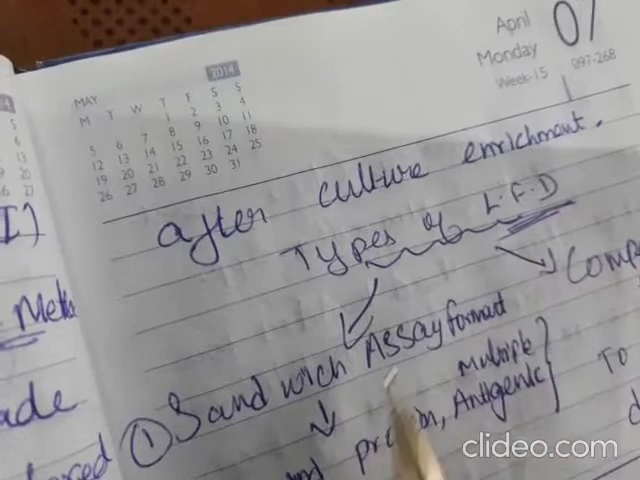 April
Monday
Week-15
07
097-268
MAY
2014
M T W T F S S
1 2 3 4
5 6 7 8 9 10 11
12 13 14 15 16 17 18
19 20 21 22 23 24 25
26 27 28 29 30 31
after culture enrichment.
Types of L.F.D
① Sandwich Assay format
Multiple
protein, Antigenic
To
clideo.com